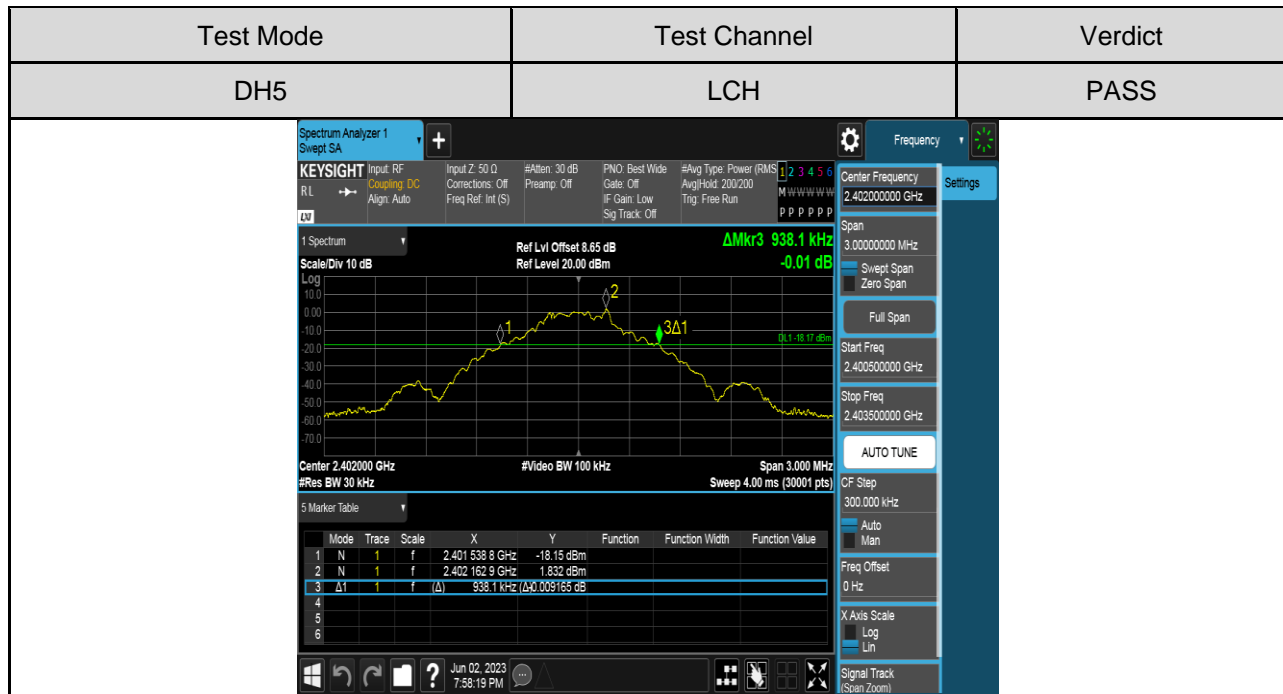 Test Mode Test Channel Verdict
DH5 LCH PASS
Spectrum Analyzer 1
Swept SA
+
Frequency
KEYSIGHT
RL
LXI
Input: RF
Coupling: DC
Align: Auto
Input Z: 50 Ω
Corrections: Off
Freq Ref: Int (S)
#Atten: 30 dB
Preamp: Off
PNO: Best Wide
Gate: Off
IF Gain: Low
Sig Track: Off
#Avg Type: Power (RMS
Avg|Hold: 200/200
Trig: Free Run
1 2 3 4 5 6
M W W W W W
P P P P P P
1 Spectrum
Scale/Div 10 dB
Ref Lvl Offset 8.65 dB
Ref Level 20.00 dBm
ΔMkr3 938.1 kHz
-0.01 dB
Log
10.0
0.00
-10.0
-20.0
-30.0
-40.0
-50.0
-60.0
-70.0
1
2
3Δ1
DL1 -18.17 dBm
Center 2.402000 GHz #Video BW 100 kHz Span 3.000 MHz
#Res BW 30 kHz Sweep 4.00 ms (30001 pts)
5 Marker Table
Mode Trace Scale X Y Function Function Width Function Value
1 N 1 f 2.401 538 8 GHz -18.15 dBm
2 N 1 f 2.402 162 9 GHz 1.832 dBm
3 Δ1 1 f (Δ) 938.1 kHz (Δ) -0.009165 dB
4
5
6
?
Jun 02, 2023
7:58:19 PM
Center Frequency
2.402000000 GHz
Settings
Span
3.00000000 MHz
Swept Span
Zero Span
Full Span
Start Freq
2.400500000 GHz
Stop Freq
2.403500000 GHz
AUTO TUNE
CF Step
300.000 kHz
Auto
Man
Freq Offset
0 Hz
X Axis Scale
Log
Lin
Signal Track
(Span Zoom)